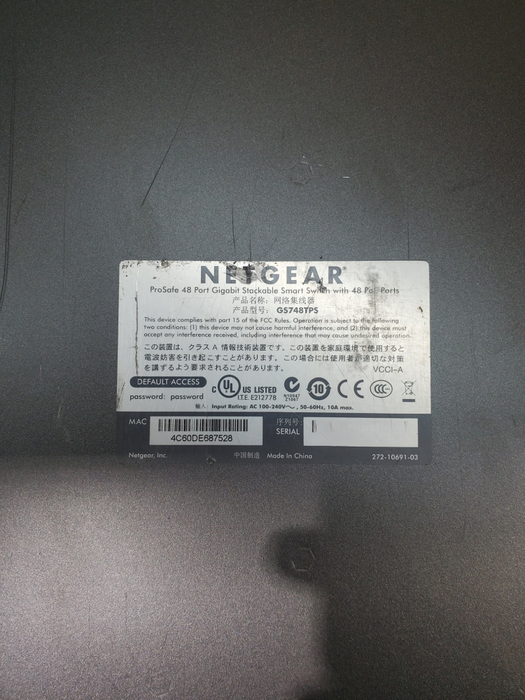 NETGEAR®
ProSafe 48 Port Gigabit Stackable Smart Switch with 48 PoE Ports
产品名称: 网络集线器
产品型号: GS748TPS
This device complies with part 15 of the FCC Rules. Operation is subject to the following
two conditions: (1) this device may not cause harmful interference, and (2) this device must
accept any interference received, including interference that may cause undesired operation.
この装置は、クラス A 情報技術装置です。この装置を家庭環境で使用すると
電波妨害を引き起こすことがあります。この場合には使用者が適切な対策
を講ずるよう要求されることがあります。 VCCI-A
DEFAULT ACCESS
password: password
C UL US LISTED
I.T.E. E212778
N10947
10
CE
CCC
輸入 Input Rating: AC 100-240V～, 50-60Hz, 10A max.
MAC
4C60DE687528
序列号:
SERIAL
Netgear, Inc. 中国制造 Made in China 272-10691-03